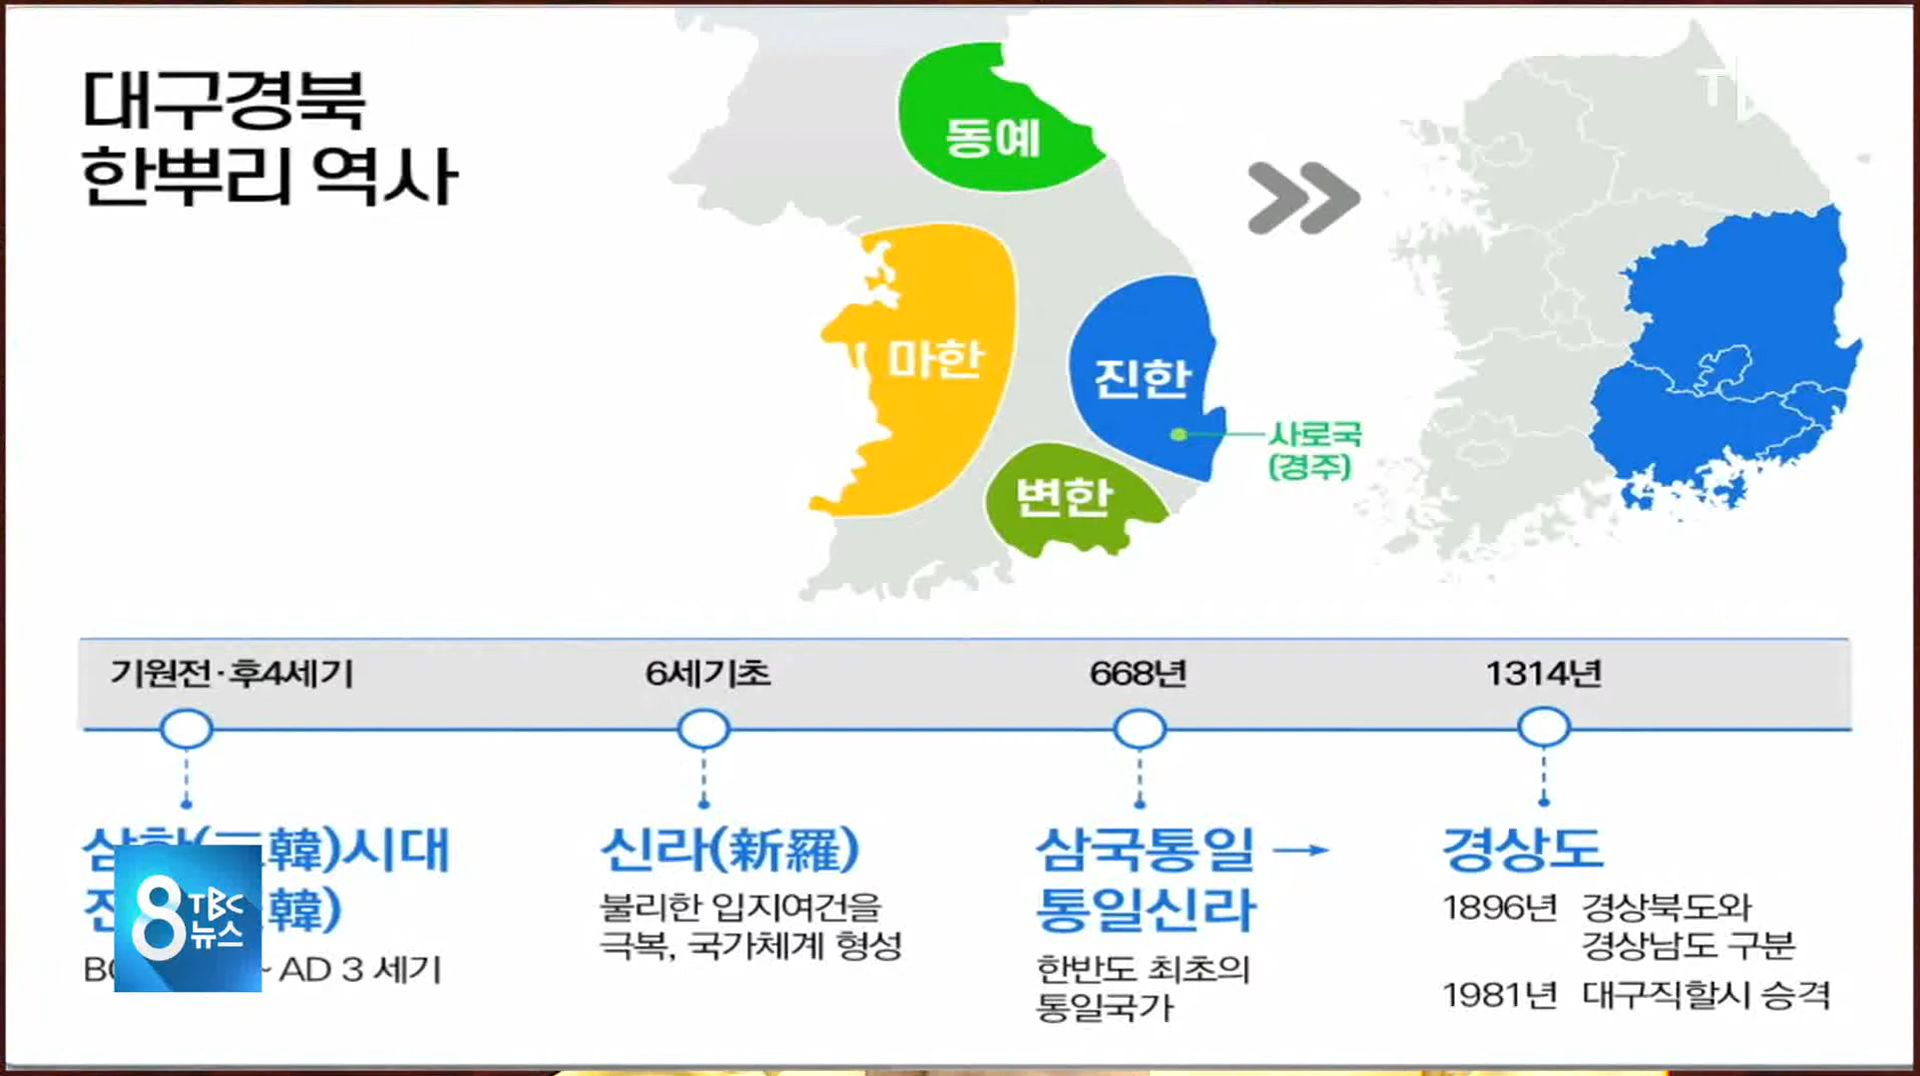 대구경북
한뿌리 역사
동예
마한
진한
변한
사로국
(경주)
기원전·후4세기
6세기초
668년
1314년
韓)시대
韓)
~ AD 3 세기
신라(新羅)
불리한 입지여건을
극복, 국가체계 형성
삼국통일 →
통일신라
한반도 최초의
통일국가
경상도
1896년 경상북도와
경상남도 구분
1981년 대구직할시 승격
8 TBC
뉴스